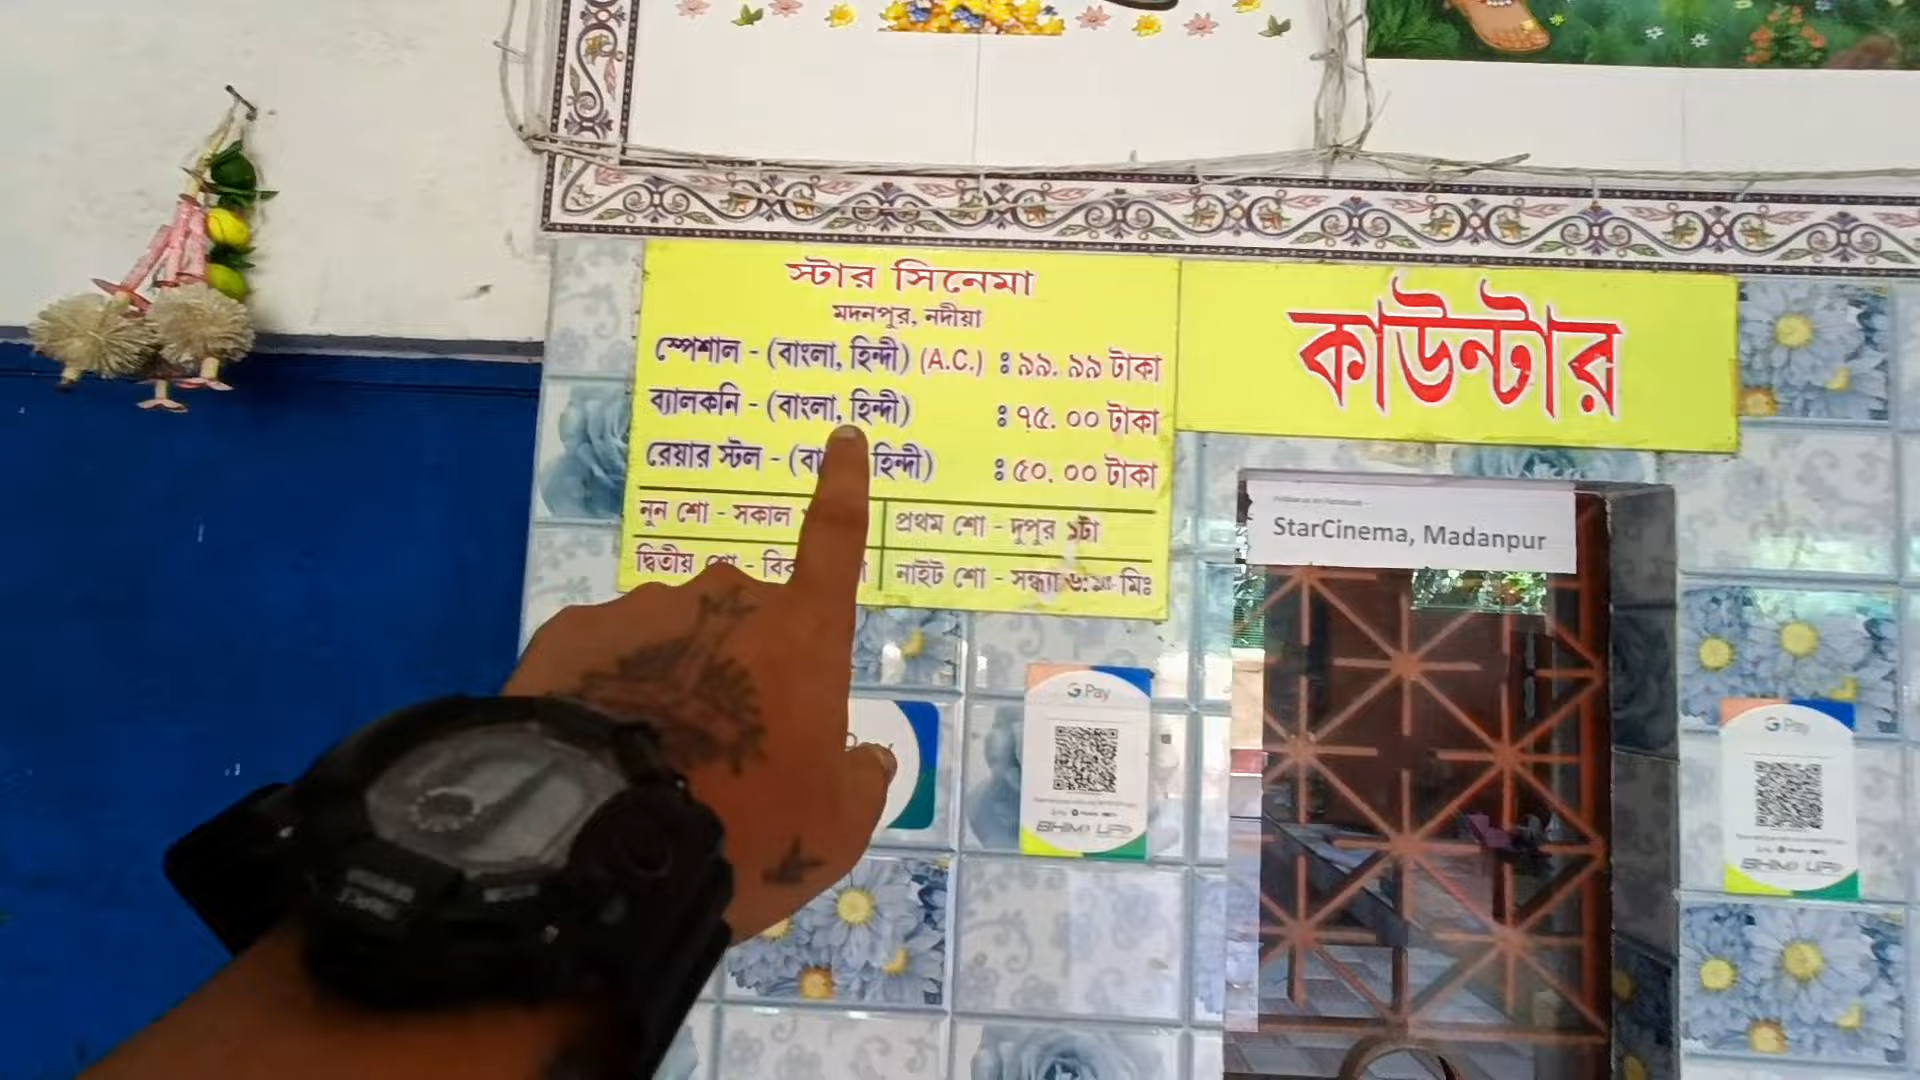 স্টার সিনেমা
মদনপুর, নদীয়া
স্পেশাল - (বাংলা, হিন্দী) (A.C.) : ৯৯. ৯৯ টাকা
ব্যালকনি - (বাংলা, হিন্দী) : ৭৫. ০০ টাকা
রেয়ার স্টল - (বা হিন্দী) : ৫০. ০০ টাকা
নুন শো - সকাল
প্রথম শো - দুপুর ১টা
দ্বিতীয় শো -
নাইট শো - সন্ধ্যা মিঃ
কাউন্টার
StarCinema, Madanpur
G Pay
BHIM UPI
G Pay
BHIM UPI